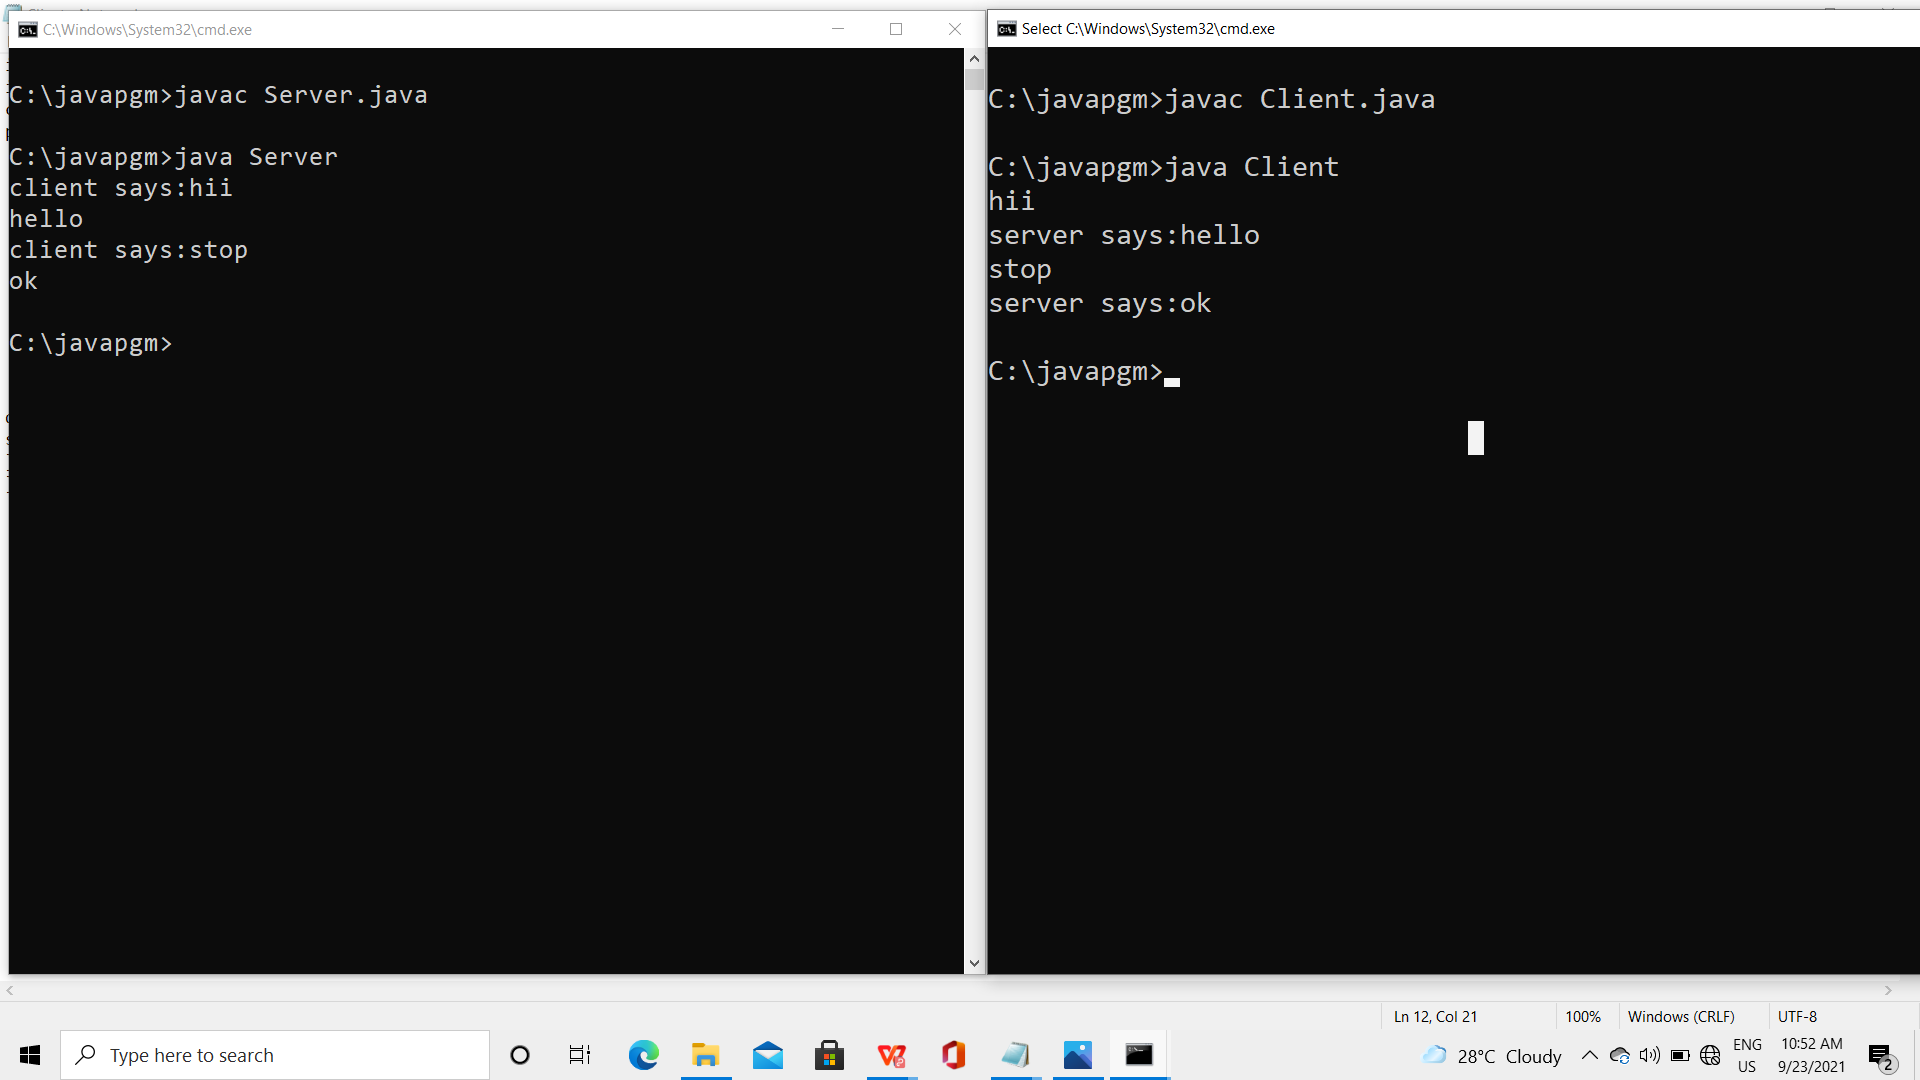 C:\Windows\System32\cmd.exe
C:\javapgm>javac Server.java
C:\javapgm>java Server
client says:hii
hello
client says:stop
ok
C:\javapgm>
Select C:\Windows\System32\cmd.exe
C:\javapgm>javac Client.java
C:\javapgm>java Client
hii
server says:hello
stop
server says:ok
C:\javapgm>
Ln 12, Col 21
100%
Windows (CRLF)
UTF-8
Type here to search
28°C Cloudy
ENG
US
10:52 AM
9/23/2021
2